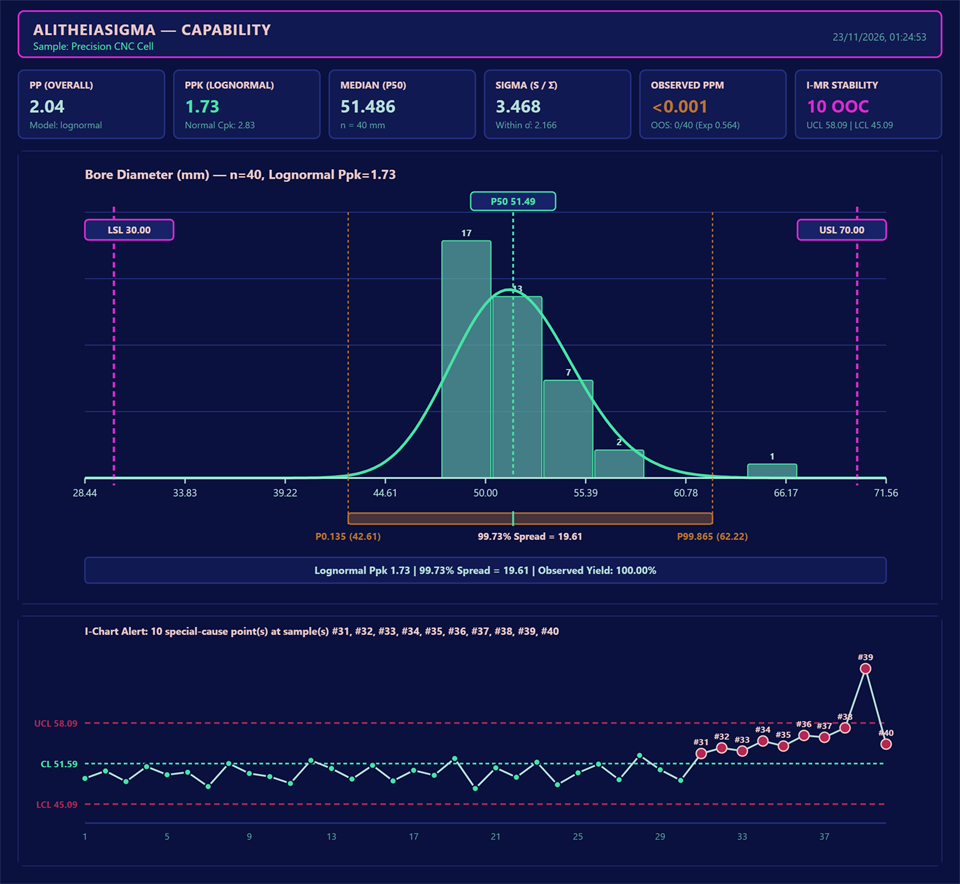 ALITHEIASIGMA — CAPABILITY
Sample: Precision CNC Cell
23/11/2026, 01:24:53
PP (OVERALL)
2.04
Model: lognormal
PPK (LOGNORMAL)
1.73
Normal Cpk: 2.83
MEDIAN (P50)
51.486
n = 40 mm
SIGMA (S / Σ)
3.468
Within σ̂: 2.166
OBSERVED PPM
<0.001
OOS: 0/40 (Exp 0.564)
I-MR STABILITY
10 OOC
UCL 58.09 | LCL 45.09
Bore Diameter (mm) — n=40, Lognormal Ppk=1.73
P50 51.49
LSL 30.00
USL 70.00
17
13
7
2
1
28.44 33.83 39.22 44.61 50.00 55.39 60.78 66.17 71.56
P0.135 (42.61)
99.73% Spread = 19.61
P99.865 (62.22)
Lognormal Ppk 1.73 | 99.73% Spread = 19.61 | Observed Yield: 100.00%
I-Chart Alert: 10 special-cause point(s) at sample(s) #31, #32, #33, #34, #35, #36, #37, #38, #39, #40
UCL 58.09
CL 51.59
LCL 45.09
#31 #32 #33 #34 #35 #36 #37 #38 #39 #40
1 5 9 13 17 21 25 29 33 37